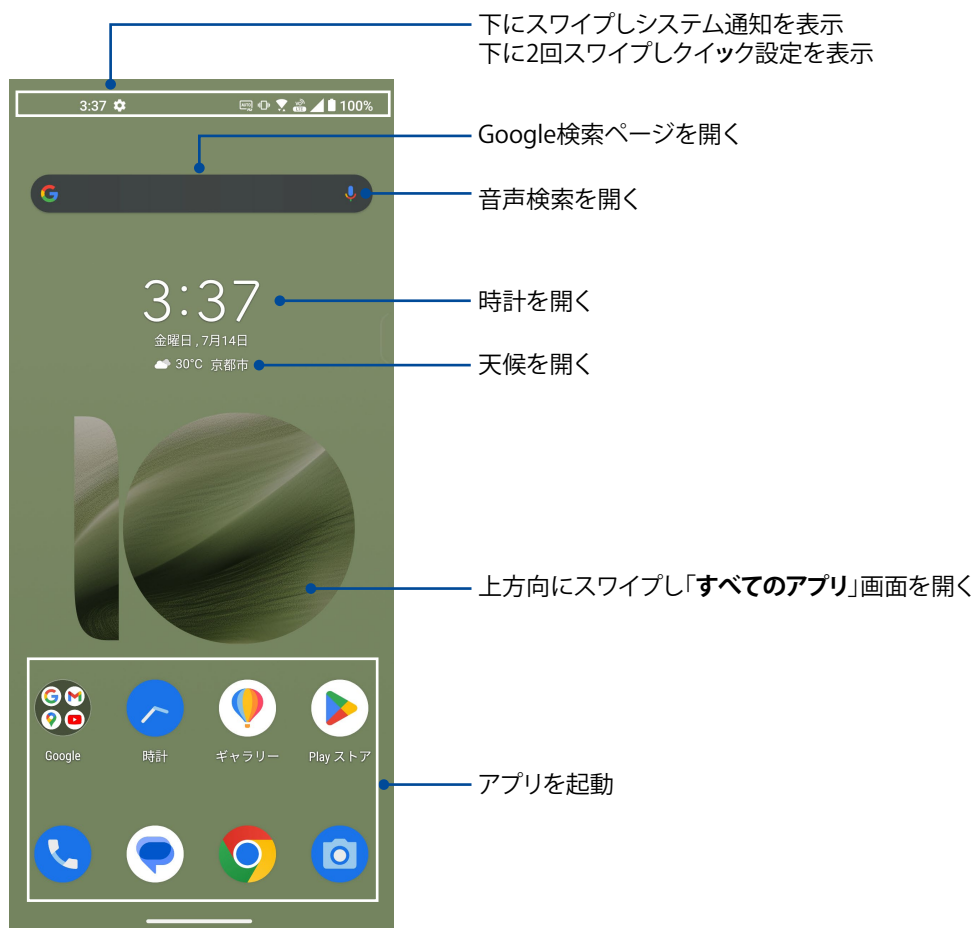 下にスワイプしシステム通知を表示
下に2回スワイプしクイック設定を表示
3:37
100%
Google検索ページを開く
音声検索を開く
3:37
時計を開く
金曜日 , 7月14日
30°C 京都市
天候を開く
上方向にスワイプし「すべてのアプリ」画面を開く
Google 時計 ギャラリー Play ストア
アプリを起動